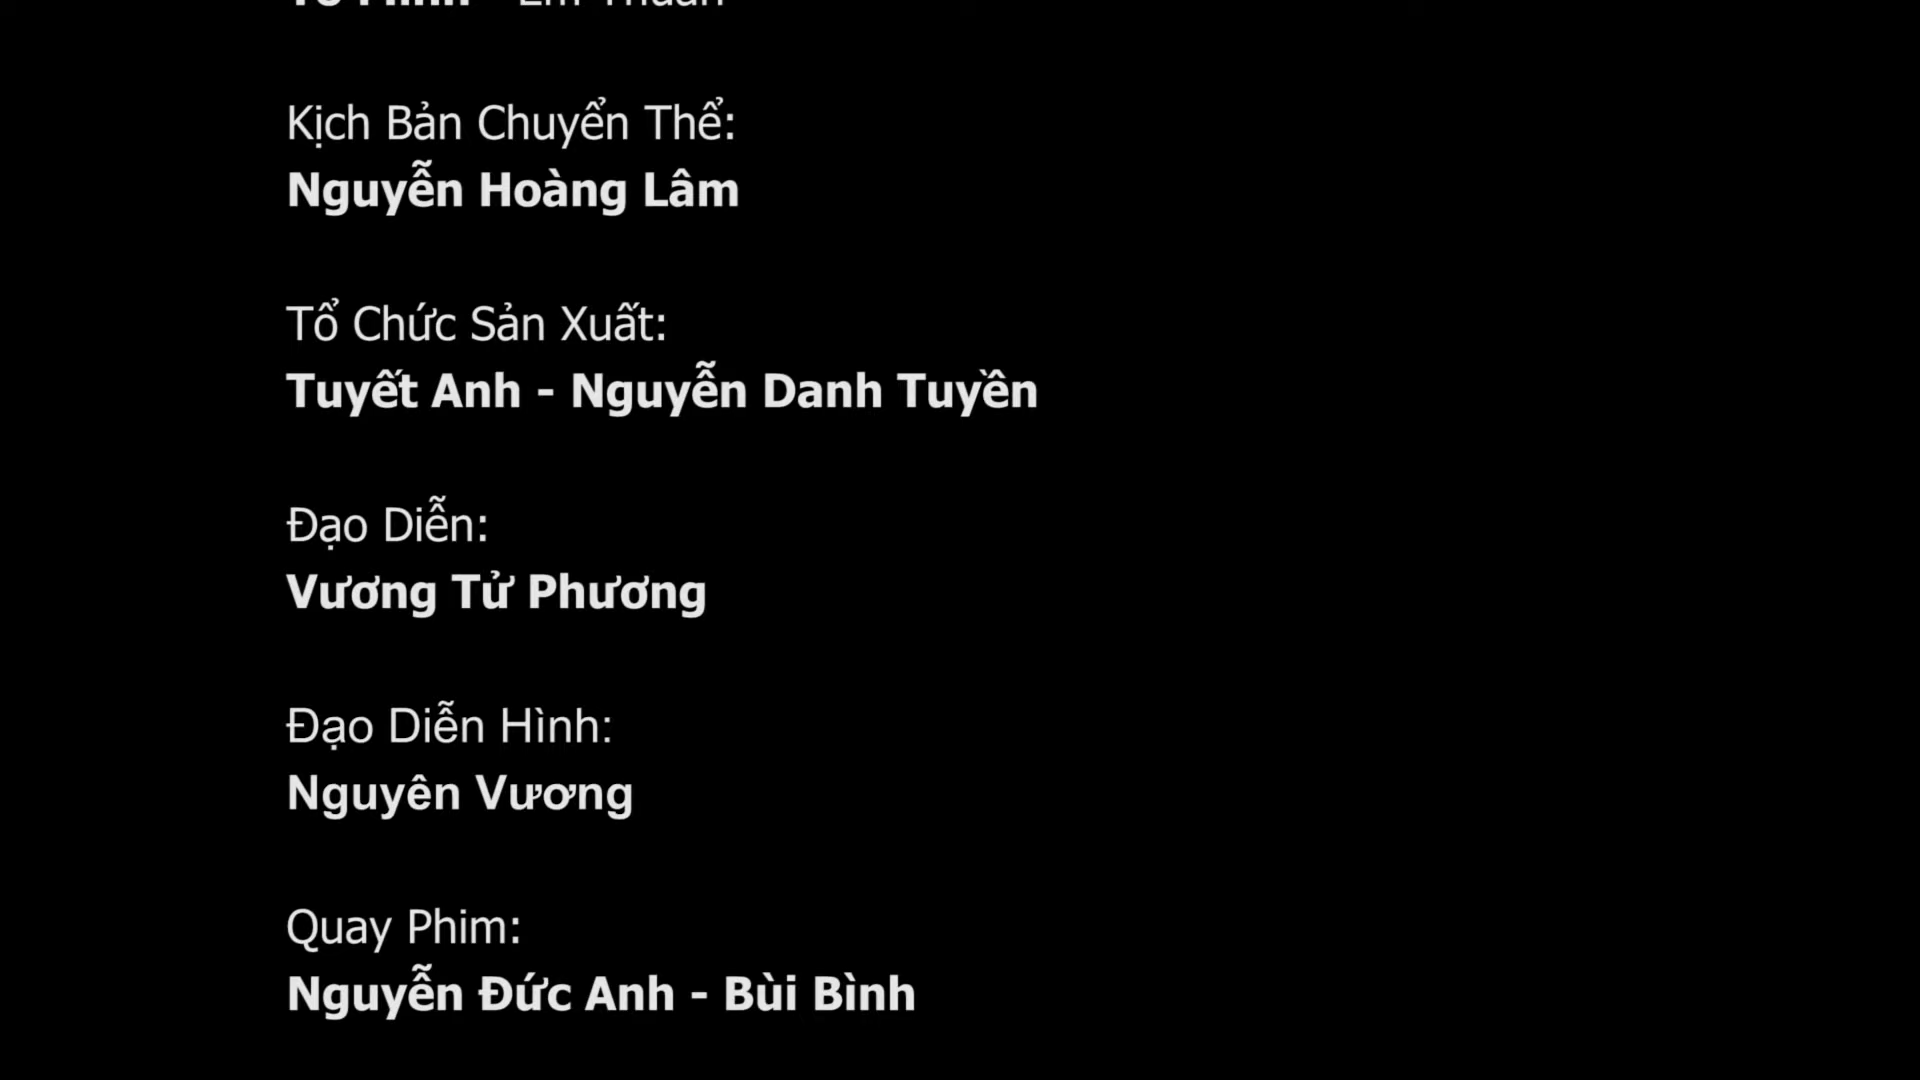 Kịch Bản Chuyển Thể:
Nguyễn Hoàng Lâm
Tổ Chức Sản Xuất:
Tuyết Anh - Nguyễn Danh Tuyền
Đạo Diễn:
Vương Tử Phương
Đạo Diễn Hình:
Nguyên Vương
Quay Phim:
Nguyễn Đức Anh - Bùi Bình